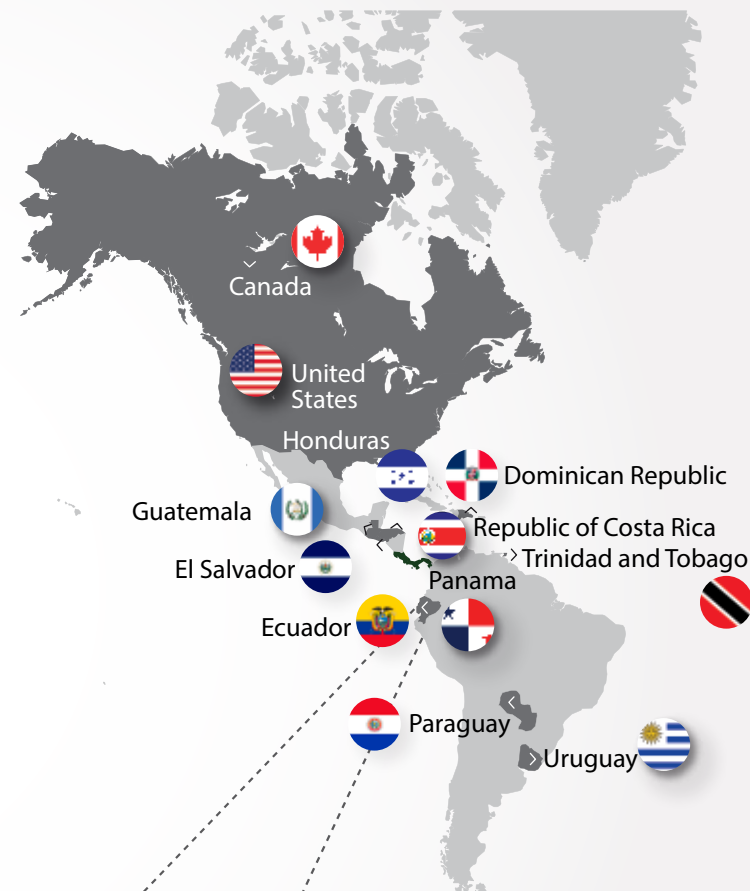 Canada
United
States
Honduras
Dominican Republic
Guatemala
Republic of Costa Rica
Trinidad and Tobago
El Salvador
Panama
Ecuador
Paraguay
Uruguay